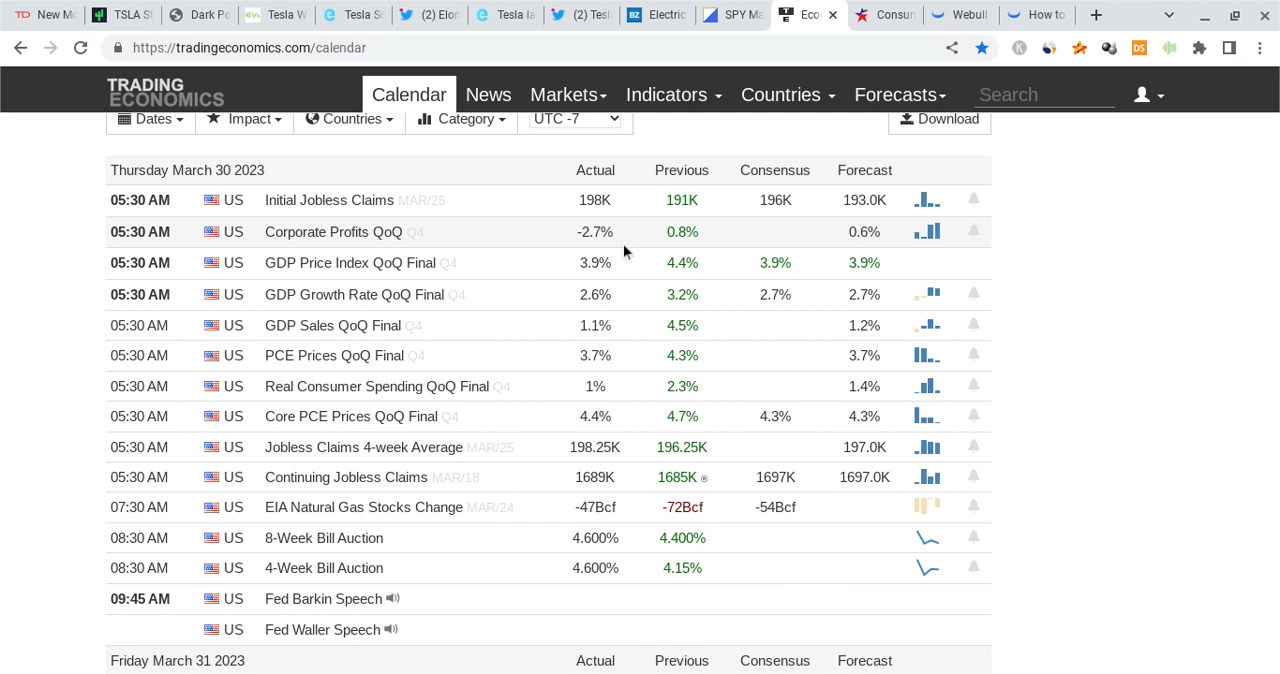 TD New Mo
TSLA St
Dark Po
Tesla W
Tesla Se
(2) Elon
Tesla la
(2) Tesl
BZ Electric
SPY Ma
TE Eco
Consun
Webull
How to
https://tradingeconomics.com/calendar
K
DS
TRADING
ECONOMICS
Calendar News Markets Indicators Countries Forecasts Search
Dates Impact Countries Category UTC -7 Download
Thursday March 30 2023 Actual Previous Consensus Forecast
05:30 AM US Initial Jobless Claims MAR/25 198K 191K 196K 193.0K
05:30 AM US Corporate Profits QoQ Q4 -2.7% 0.8% 0.6%
05:30 AM US GDP Price Index QoQ Final Q4 3.9% 4.4% 3.9% 3.9%
05:30 AM US GDP Growth Rate QoQ Final Q4 2.6% 3.2% 2.7% 2.7%
05:30 AM US GDP Sales QoQ Final Q4 1.1% 4.5% 1.2%
05:30 AM US PCE Prices QoQ Final Q4 3.7% 4.3% 3.7%
05:30 AM US Real Consumer Spending QoQ Final Q4 1% 2.3% 1.4%
05:30 AM US Core PCE Prices QoQ Final Q4 4.4% 4.7% 4.3% 4.3%
05:30 AM US Jobless Claims 4-week Average MAR/25 198.25K 196.25K 197.0K
05:30 AM US Continuing Jobless Claims MAR/18 1689K 1685K ® 1697K 1697.0K
07:30 AM US EIA Natural Gas Stocks Change MAR/24 -47Bcf -72Bcf -54Bcf
08:30 AM US 8-Week Bill Auction 4.600% 4.400%
08:30 AM US 4-Week Bill Auction 4.600% 4.15%
09:45 AM US Fed Barkin Speech
US Fed Waller Speech
Friday March 31 2023 Actual Previous Consensus Forecast